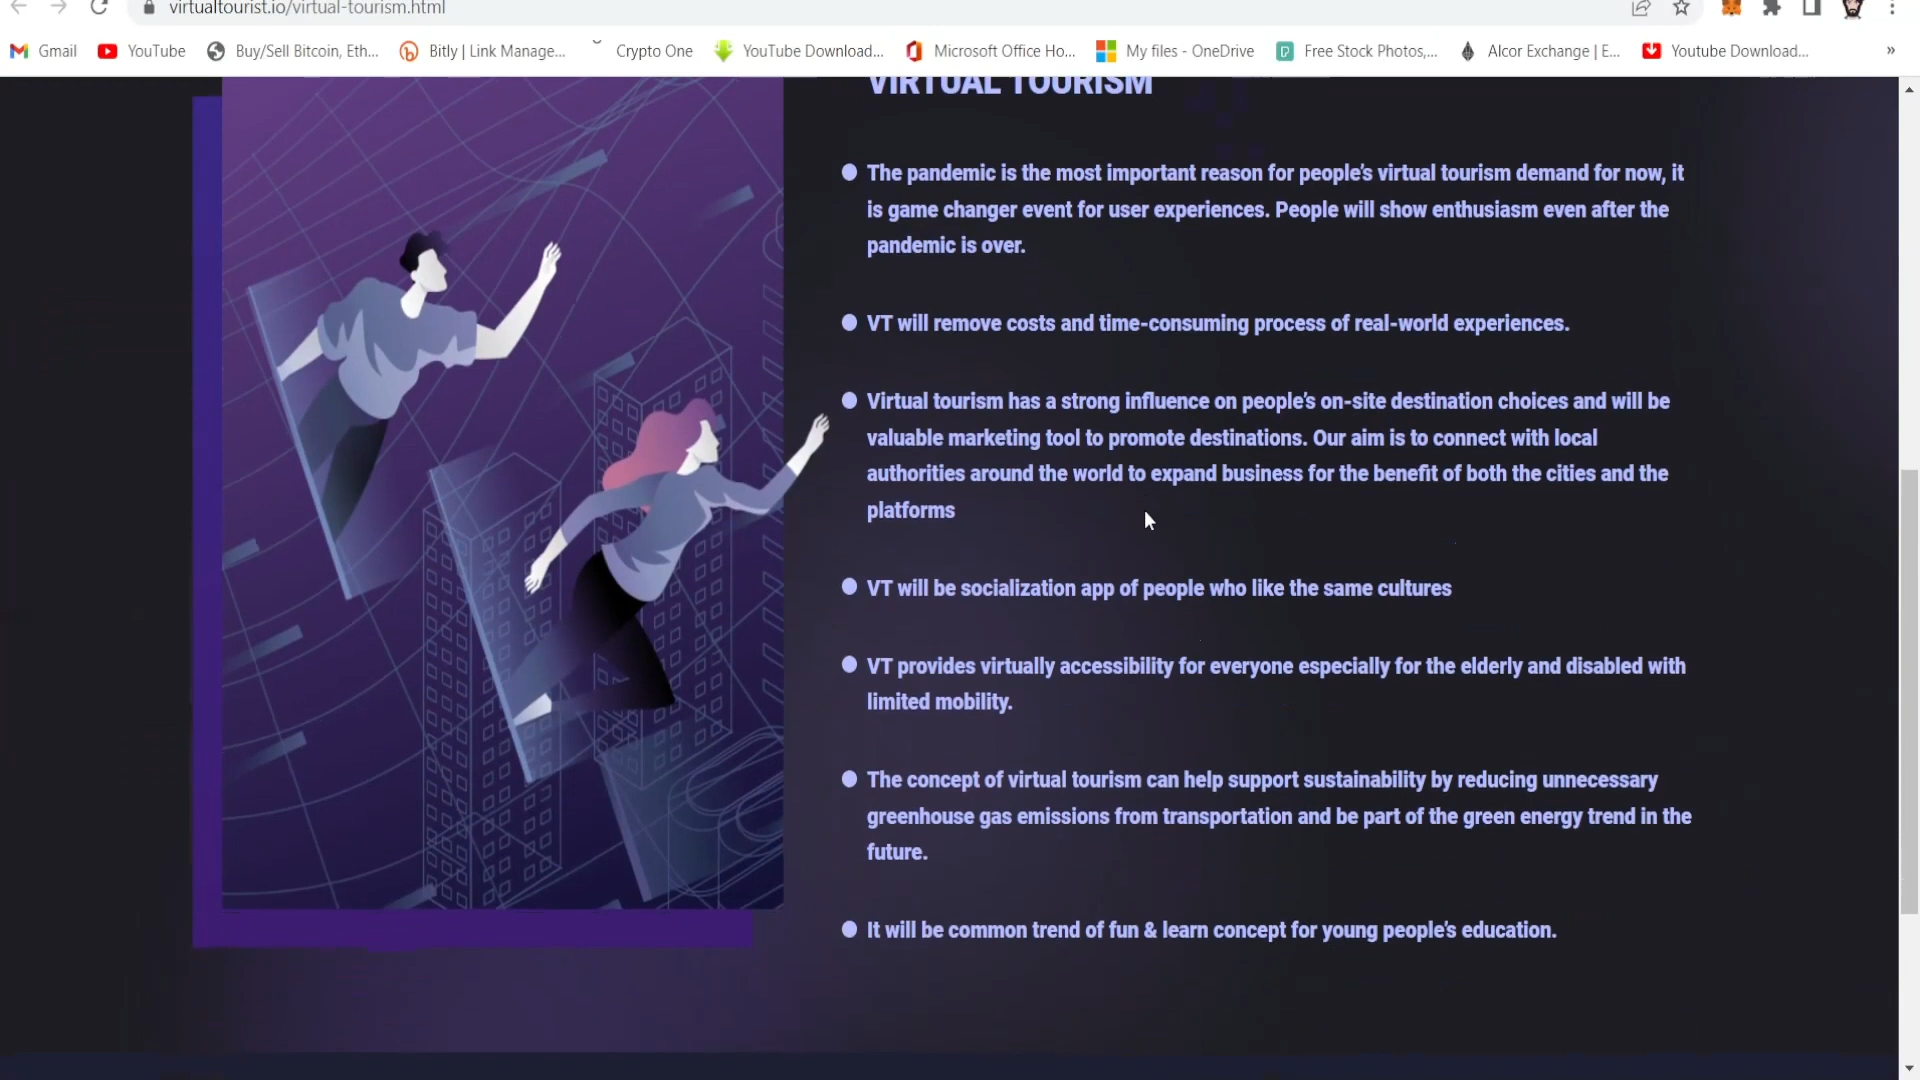 virtualtourist.io/virtual-tourism.html
Gmail
YouTube
Buy/Sell Bitcoin, Eth...
Bitly | Link Manage...
Crypto One
YouTube Download...
Microsoft Office Ho...
My files - OneDrive
Free Stock Photos,...
Alcor Exchange | E...
Youtube Download...
»
VIRTUAL TOURISM
The pandemic is the most important reason for people's virtual tourism demand for now, it
is game changer event for user experiences. People will show enthusiasm even after the
pandemic is over.
VT will remove costs and time-consuming process of real-world experiences.
Virtual tourism has a strong influence on people's on-site destination choices and will be
valuable marketing tool to promote destinations. Our aim is to connect with local
authorities around the world to expand business for the benefit of both the cities and the
platforms
VT will be socialization app of people who like the same cultures
VT provides virtually accessibility for everyone especially for the elderly and disabled with
limited mobility.
The concept of virtual tourism can help support sustainability by reducing unnecessary
greenhouse gas emissions from transportation and be part of the green energy trend in the
future.
It will be common trend of fun & learn concept for young people's education.